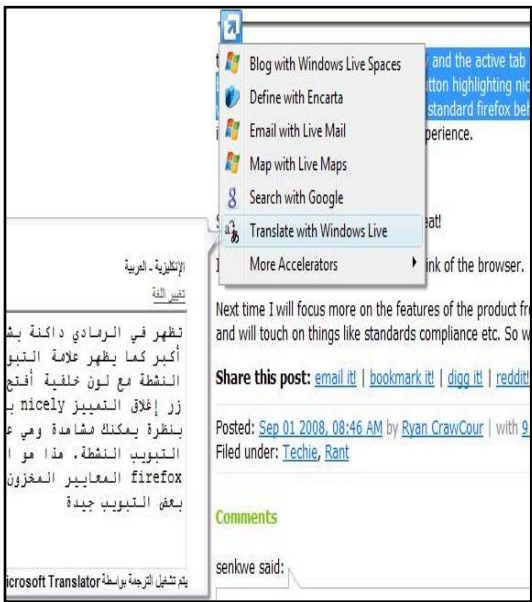 and the active tab
Blog with Windows Live Spaces
tton highlighting nic
Define with Encarta
standard firefox beh
Email with Live Mail
perience.
Map with Live Maps
Search with Google
eat!
Translate with Windows Live
ink of the browser.
More Accelerators
الإنكليزية - العربية
تغيير اللغة
تظهر في الرمادي داكنة بش
أكبر كما يظهر علامة التبو
النشطة مع لون خلفية أفتح
زر إغلاق التمييز nicely ب
بنظرة يمكنك مشاهدة وهي ع
التبويب النشطة. هذا هو ا
firefox المعايير المخزون
بعض التبويب جيدة
يتم تشغيل الترجمة بواسطة icrosoft Translator
Next time I will focus more on the features of the product fr
and will touch on things like standards compliance etc. So w
Share this post: email it! | bookmark it! | digg it! | reddit!
Posted: Sep 01 2008, 08:46 AM by Ryan CrawCour | with 9
Filed under: Techie, Rant
Comments
senkwe said: